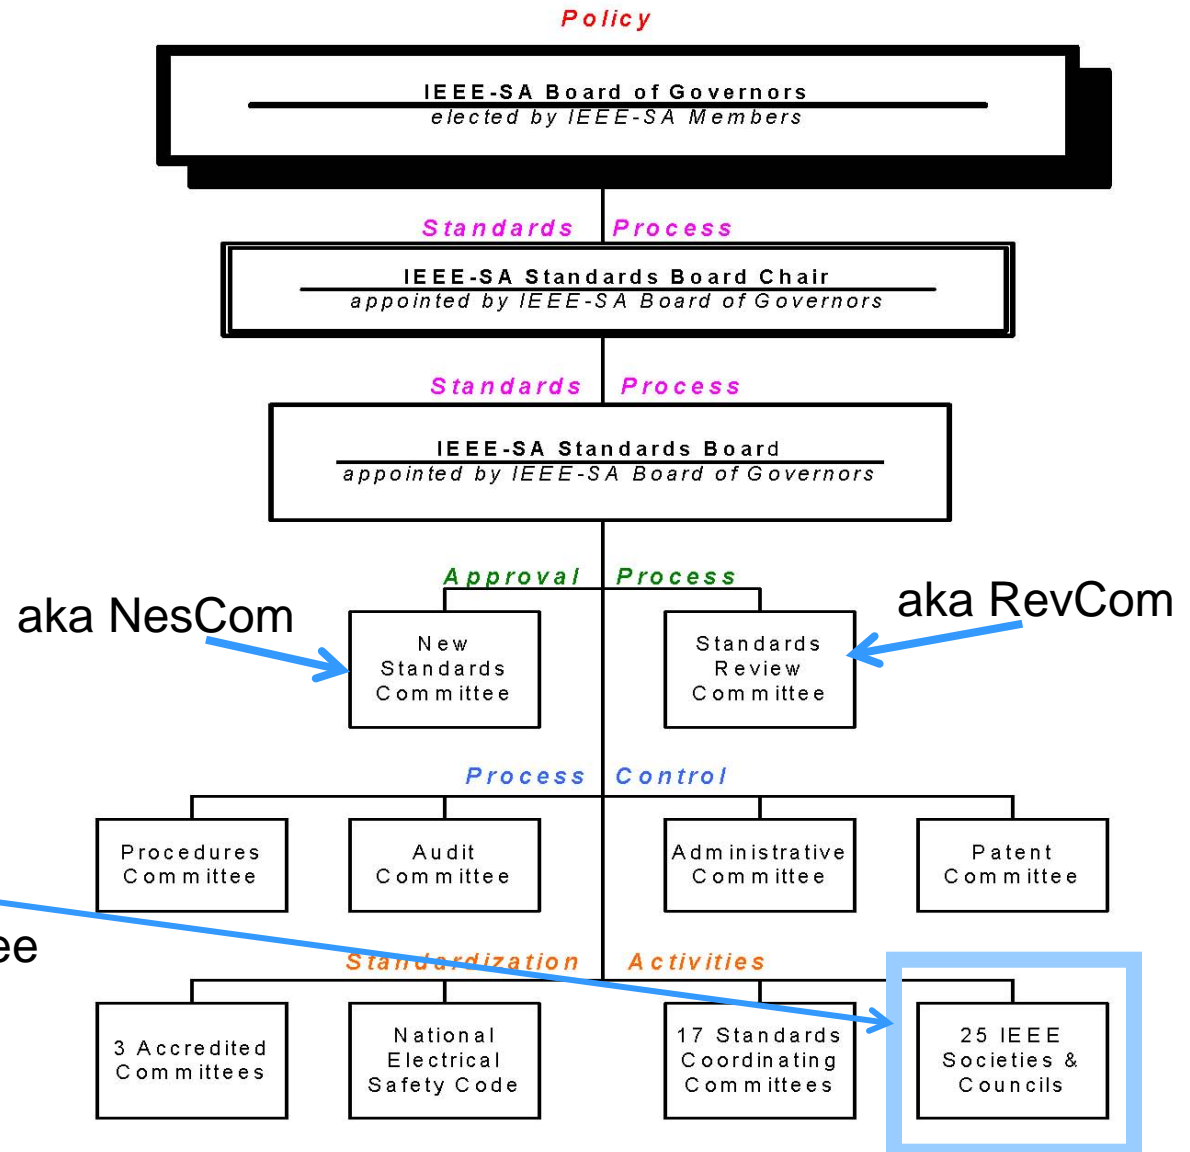 Policy
IEEE-SA Board of Governors
elected by IEEE-SA Members
Standards Process
IEEE-SA Standards Board Chair
appointed by IEEE-SA Board of Governors
Standards Process
IEEE-SA Standards Board
appointed by IEEE-SA Board of Governors
Approval Process
aka NesCom
aka RevCom
New
Standards
Committee
Standards
Review
Committee
Process Control
Procedures
Committee
Audit
Committee
Administrative
Committee
Patent
Committee
ee
Standardization Activities
3 Accredited
Committees
National
Electrical
Safety Code
17 Standards
Coordinating
Committees
25 IEEE
Societies &
Councils